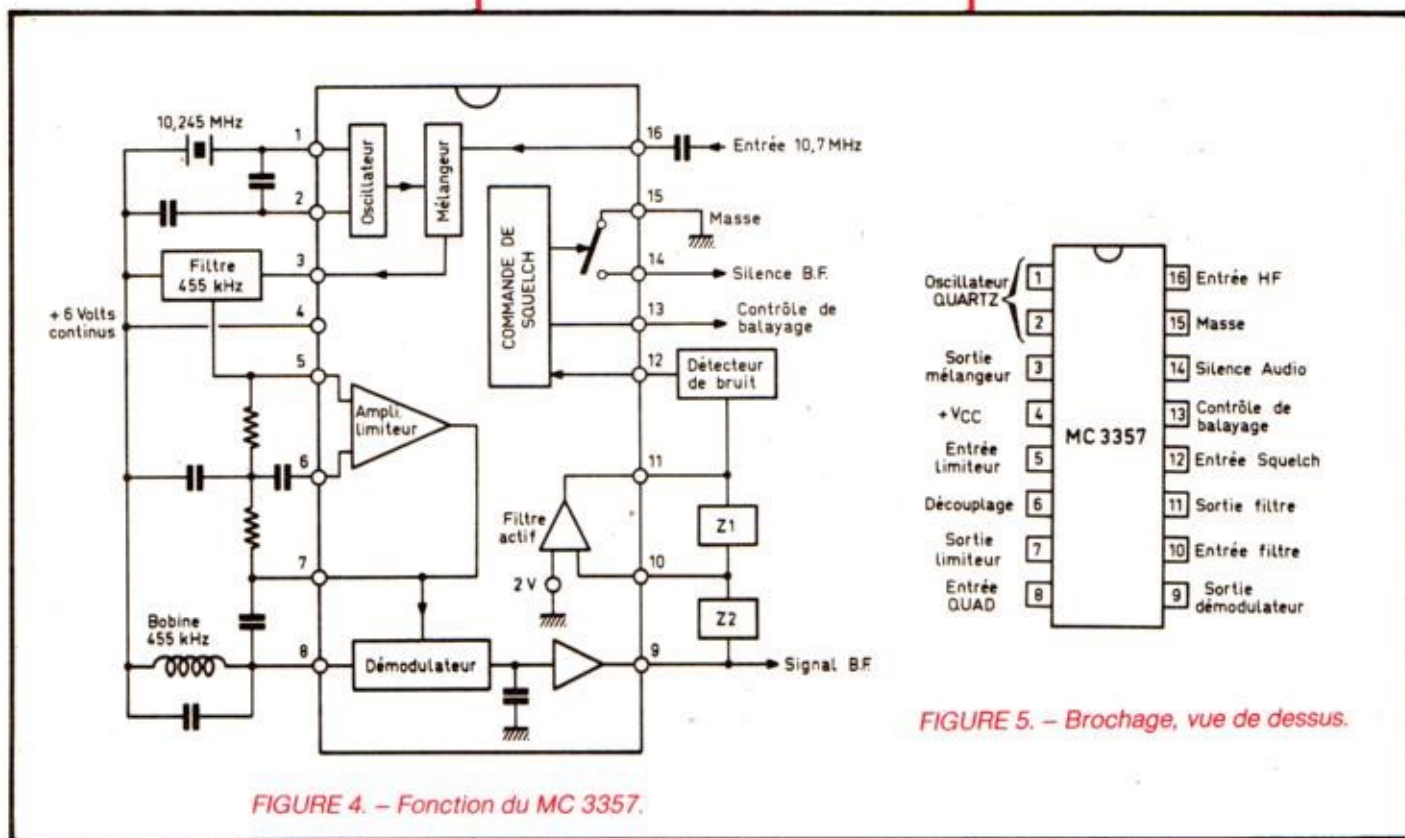 10,245 MHz
1
2
3
4
5
6
7
8
Oscillateur
Mélangeur
16
Entrée 10,7 MHz
15
Masse
14
Silence B.F.
13
Contrôle de
balayage
12
COMMANDE DE
SQUELCH
Détecteur
de bruit
Filtre
455 kHz
+ 6 Volts
continus
Ampli.
limiteur
11
Filtre
actif
Z1
10
2 V
Z2
Bobine
455 kHz
Démodulateur
9
Signal B.F.
FIGURE 4. – Fonction du MC 3357.
Oscillateur
QUARTZ
1
2
Sortie
mélangeur
3
+VCC
4
Entrée
limiteur
5
Découplage
6
Sortie
limiteur
7
Entrée
QUAD
8
MC 3357
16 Entrée HF
15 Masse
14 Silence Audio
13 Contrôle de
balayage
12 Entrée Squelch
11 Sortie filtre
10 Entrée filtre
9 Sortie
démodulateur
FIGURE 5. – Brochage, vue de dessus.